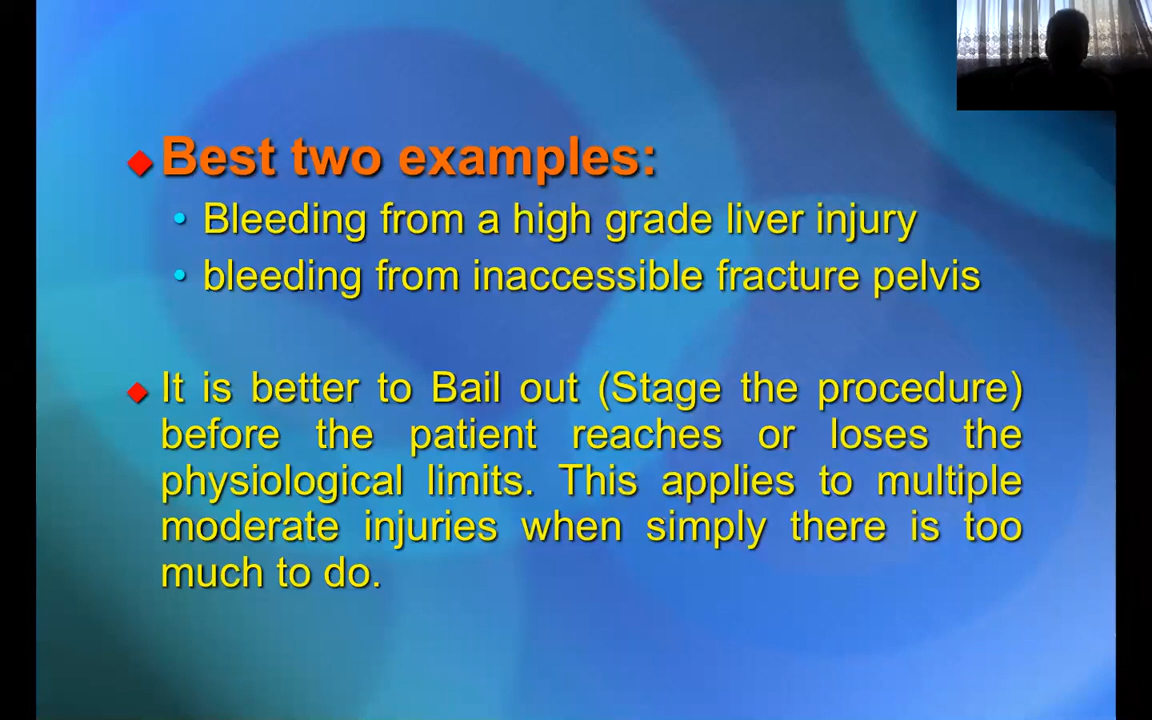 Best two examples:
Bleeding from a high grade liver injury
bleeding from inaccessible fracture pelvis
It is better to Bail out (Stage the procedure)
before the patient reaches or loses the
physiological limits. This applies to multiple
moderate injuries when simply there is too
much to do.